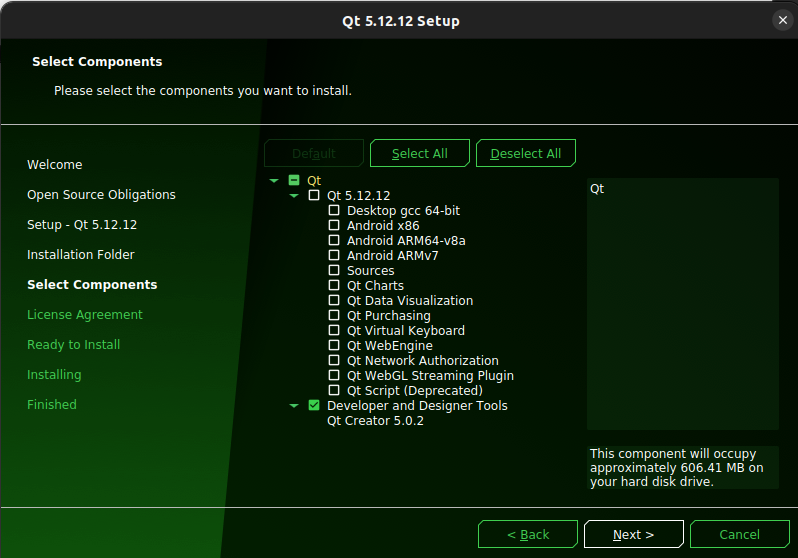 Qt 5.12.12 Setup
Select Components
Please select the components you want to install.
Welcome
Open Source Obligations
Setup - Qt 5.12.12
Installation Folder
Select Components
License Agreement
Ready to Install
Installing
Finished
Default
Select All
Deselect All
Qt
Qt 5.12.12
Desktop gcc 64-bit
Android x86
Android ARM64-v8a
Android ARMv7
Sources
Qt Charts
Qt Data Visualization
Qt Purchasing
Qt Virtual Keyboard
Qt WebEngine
Qt Network Authorization
Qt WebGL Streaming Plugin
Qt Script (Deprecated)
Developer and Designer Tools
Qt Creator 5.0.2
Qt
This component will occupy
approximately 606.41 MB on
your hard disk drive.
< Back
Next >
Cancel